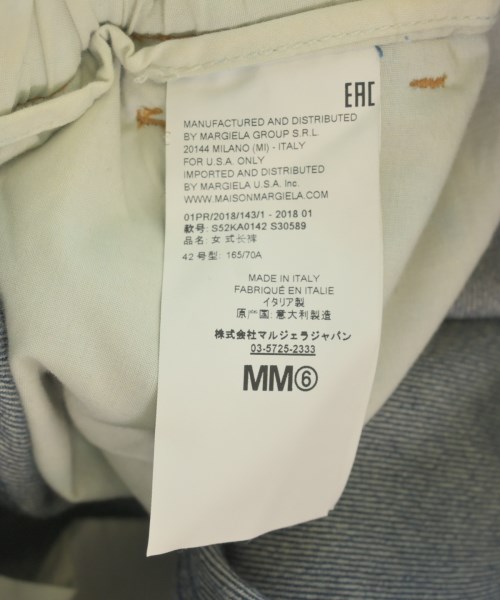 EAC
MANUFACTURED AND DISTRIBUTED
BY MARGIELA GROUP S.R.L
20144 MILANO (MI) - ITALY
FOR U.S.A. ONLY
IMPORTED AND DISTRIBUTED
BY MARGIELA U.S.A. Inc.
WWW.MAISONMARGIELA.COM
01PR/2018/143/1 - 2018 01
款号: S52KA0142 S30589
品名: 女式长裤
42 号型: 165/70A
MADE IN ITALY
FABRIQUÉ EN ITALIE
イタリア製
原产国: 意大利製造
株式会社マルジェラジャパン
03-5725-2333
MM⑥